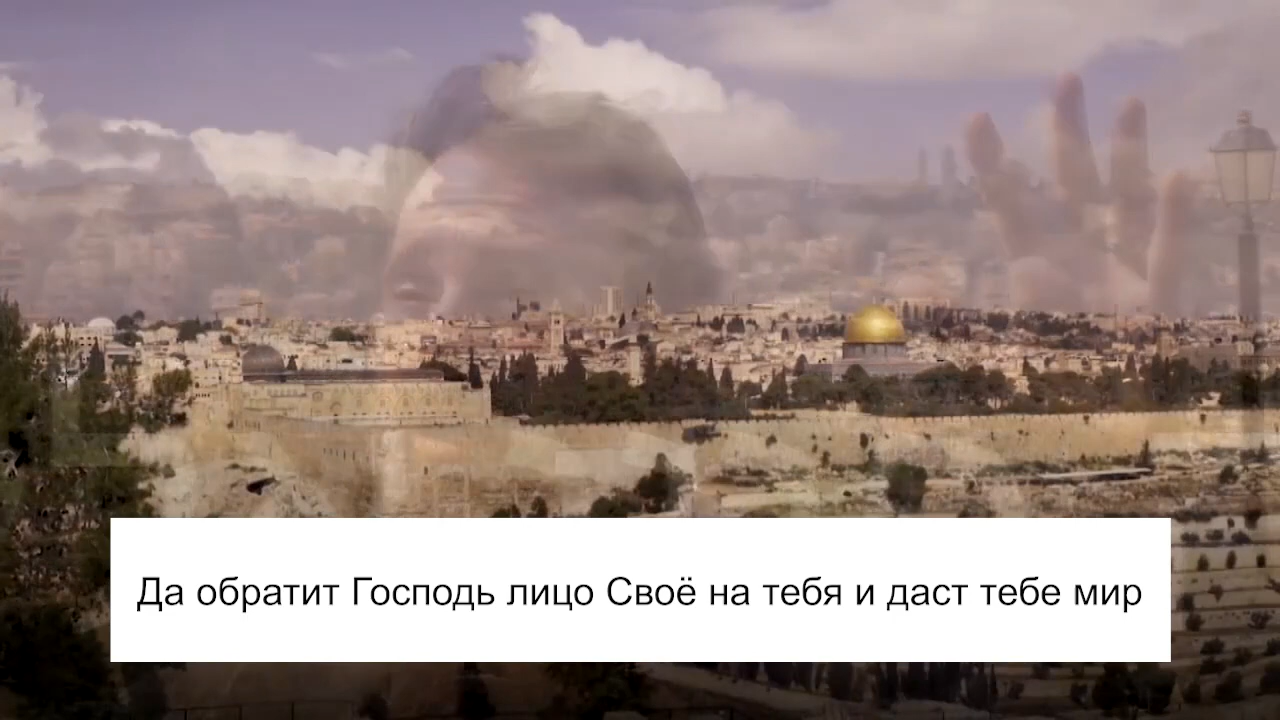 Да обратит Господь лицо Своё на тебя и даст тебе мир